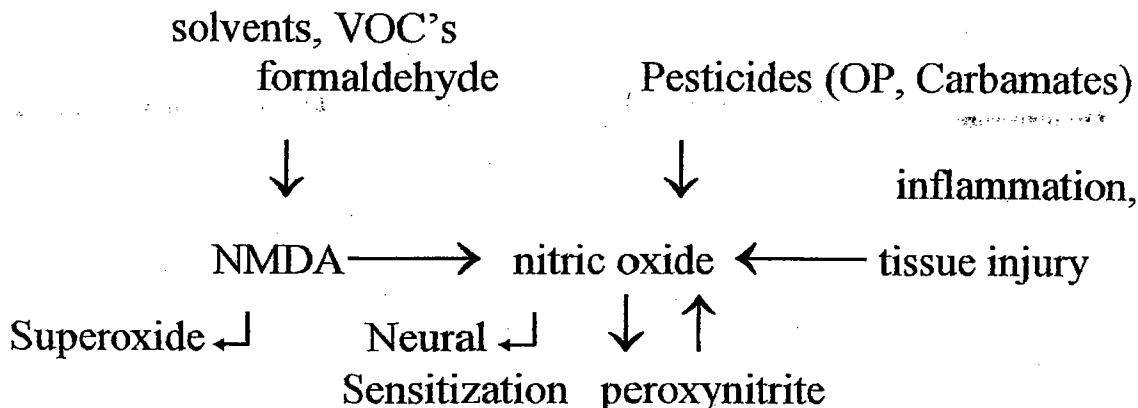 solvents, VOC's
formaldehyde
Pesticides (OP, Carbamates)
inflammation,
NMDA
nitric oxide
tissue injury
Superoxide
Neural
Sensitization
peroxynitrite